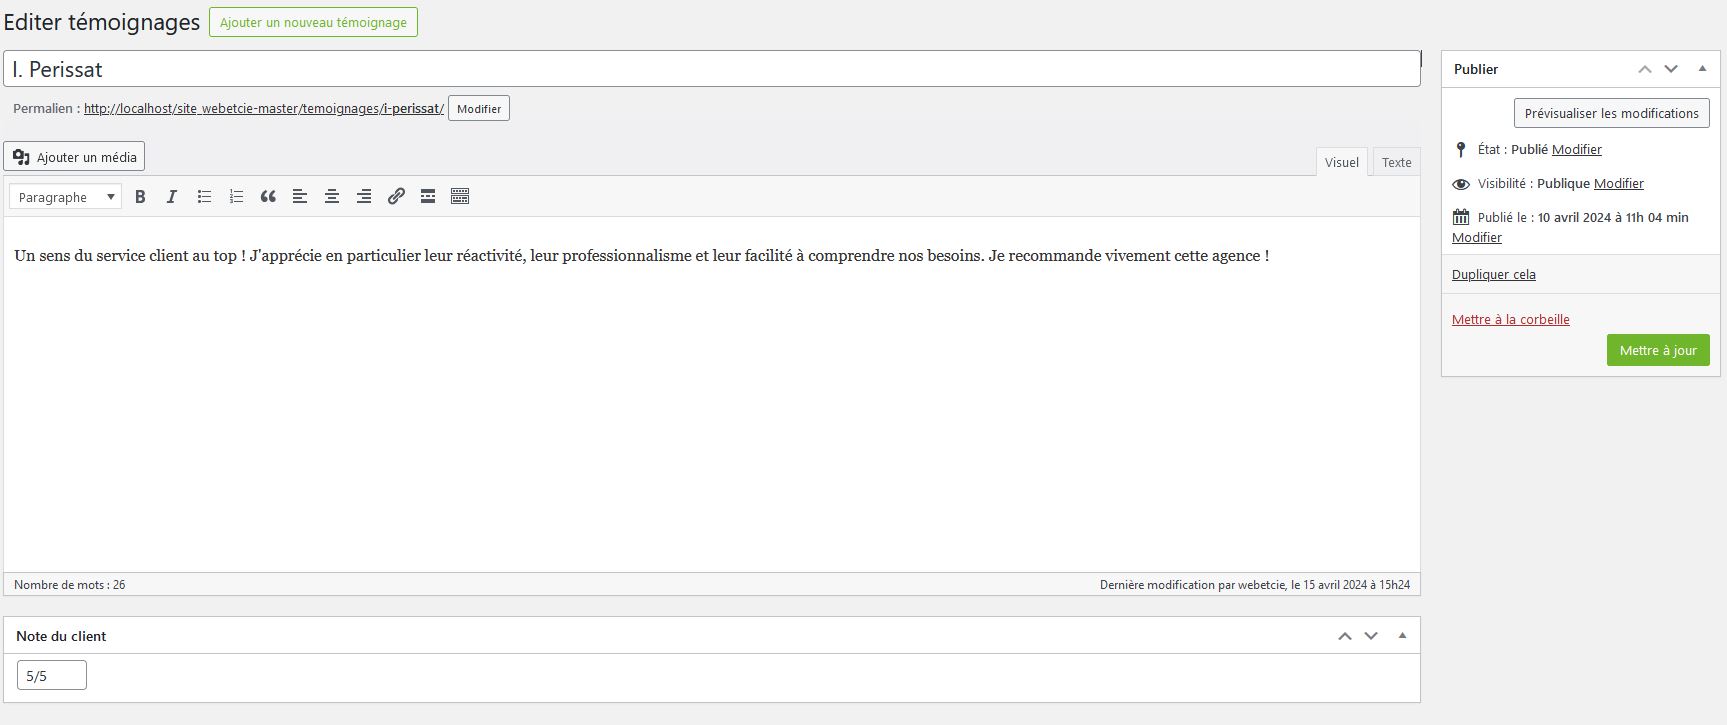 Editer témoignages
Ajouter un nouveau témoignage
I. Perissat
Permalien : http://localhost/site_webetcie-master/temoignages/i-perissat/ Modifier
Ajouter un média
Visuel Texte
Paragraphe B I
Un sens du service client au top ! J'apprécie en particulier leur réactivité, leur professionnalisme et leur facilité à comprendre nos besoins. Je recommande vivement cette agence !
Nombre de mots : 26
Dernière modification par webetcie, le 15 avril 2024 à 15h24
Note du client
5/5
Publier
Prévisualiser les modifications
État : Publié Modifier
Visibilité : Publique Modifier
Publié le : 10 avril 2024 à 11h 04 min
Modifier
Dupliquer cela
Mettre à la corbeille
Mettre à jour